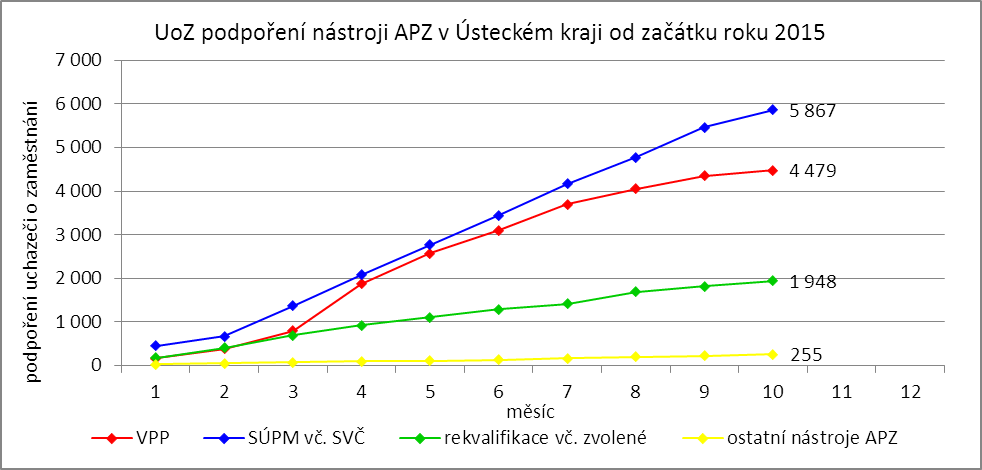 UoZ podpoření nástroji APZ v Ústeckém kraji od začátku roku 2015
podpoření uchazeči o zaměstnání
7 000
6 000
5 000
4 000
3 000
2 000
1 000
0
5 867
4 479
1 948
255
1 2 3 4 5 6 7 8 9 10 11 12
měsíc
VPP SÚPM vč. SVČ rekvalifikace vč. zvolené ostatní nástroje APZ